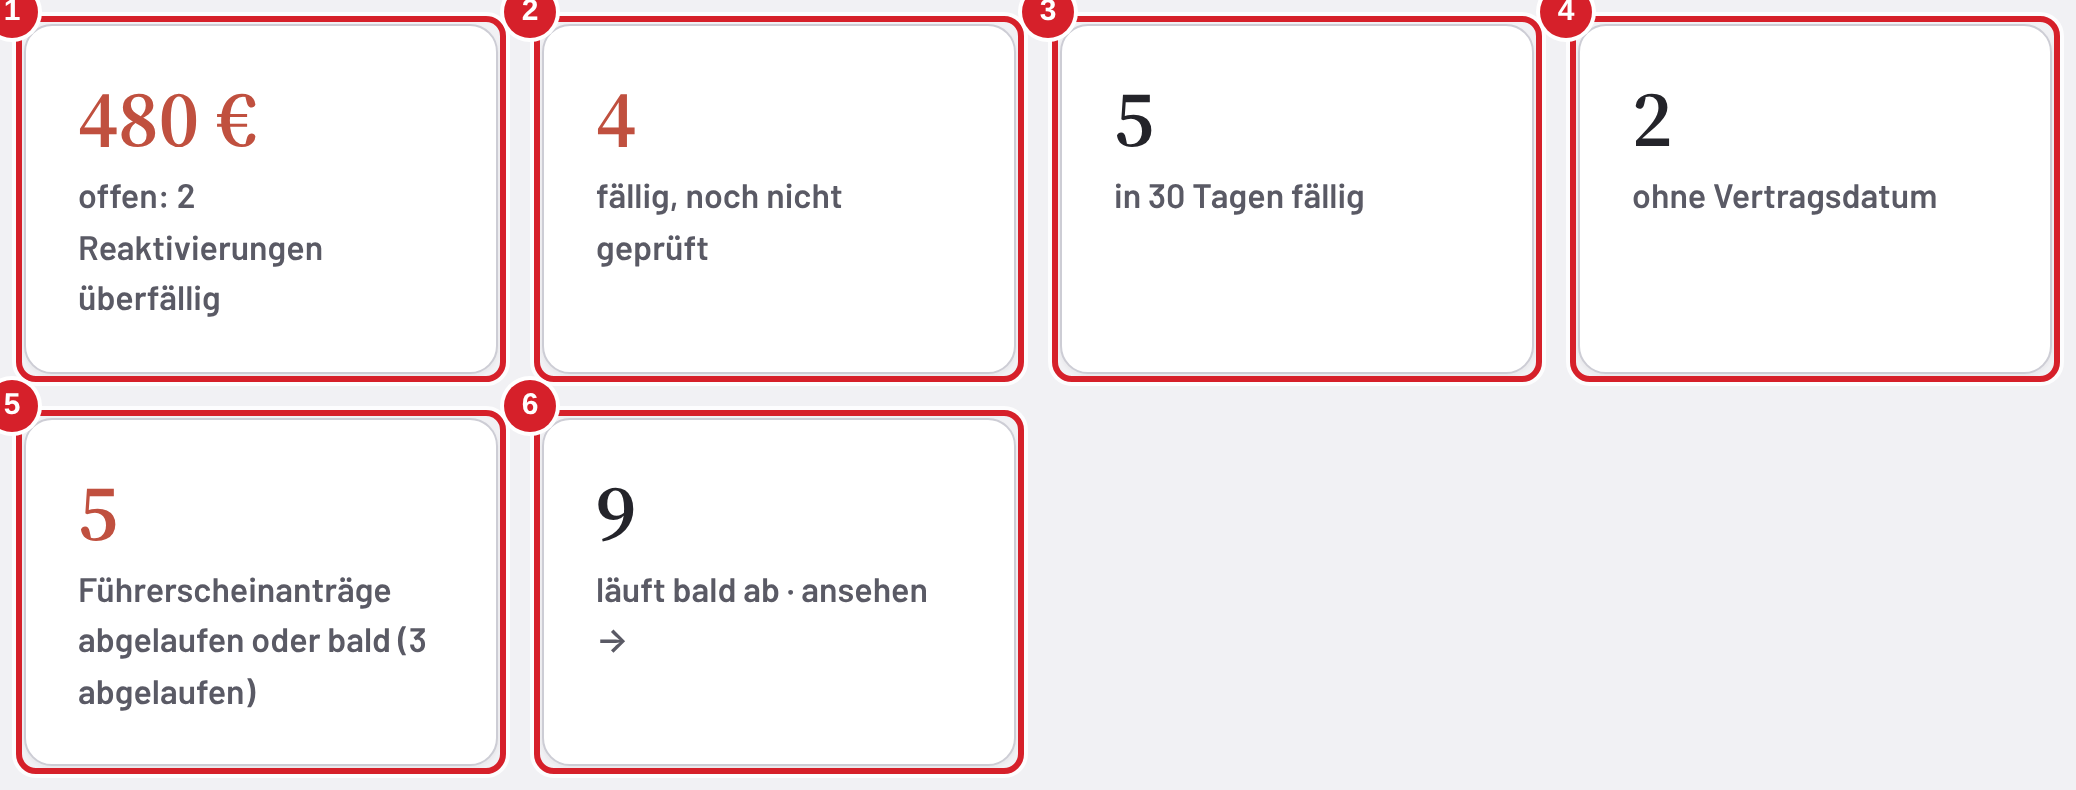 1
480 €
offen: 2
Reaktivierungen
überfällig
2
4
fällig, noch nicht
geprüft
3
5
in 30 Tagen fällig
4
2
ohne Vertragsdatum
5
5
Führerscheinanträge
abgelaufen oder bald (3
abgelaufen)
6
9
läuft bald ab · ansehen
→